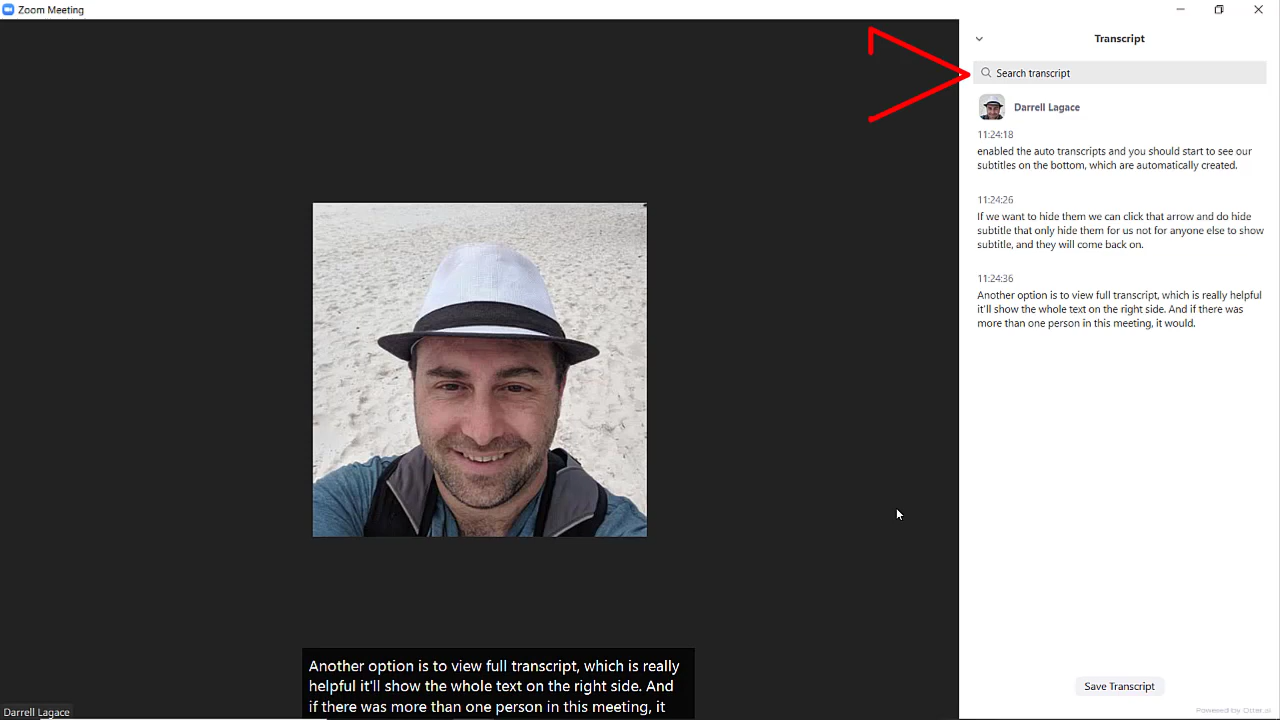 Zoom Meeting
Transcript
Search transcript
Darrell Lagace
11:24:18
enabled the auto transcripts and you should start to see our
subtitles on the bottom, which are automatically created.
11:24:26
If we want to hide them we can click that arrow and do hide
subtitle that only hide them for us not for anyone else to show
subtitle, and they will come back on.
11:24:36
Another option is to view full transcript, which is really helpful
it'll show the whole text on the right side. And if there was
more than one person in this meeting, it would.
Another option is to view full transcript, which is really
helpful it'll show the whole text on the right side. And
if there was more than one person in this meeting, it
Darrell Lagace
Save Transcript
Powered by Otter.ai